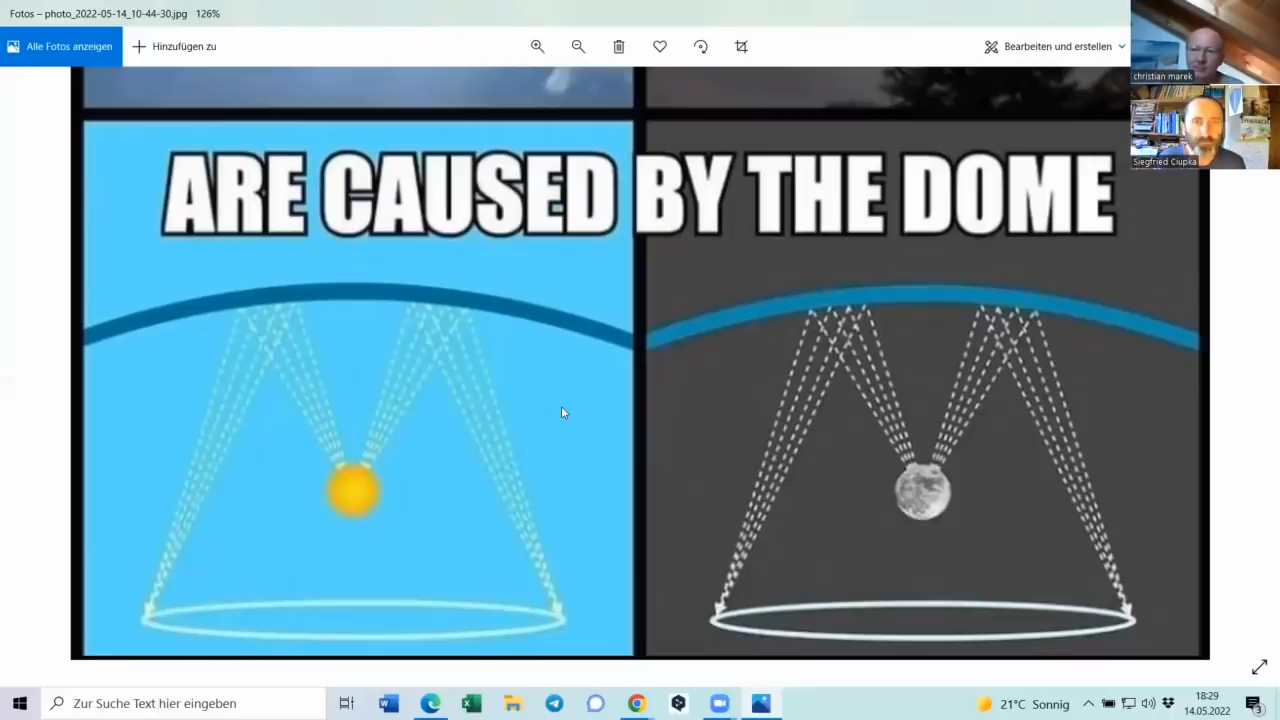 Fotos – photo_2022-05-14_10-44-30.jpg 126%
Alle Fotos anzeigen
Hinzufügen zu
Bearbeiten und erstellen
christian marek
Siegfried Ciupka
ARE CAUSED BY THE DOME
Zur Suche Text hier eingeben
21°C Sonnig
18:29
14.05.2022
3